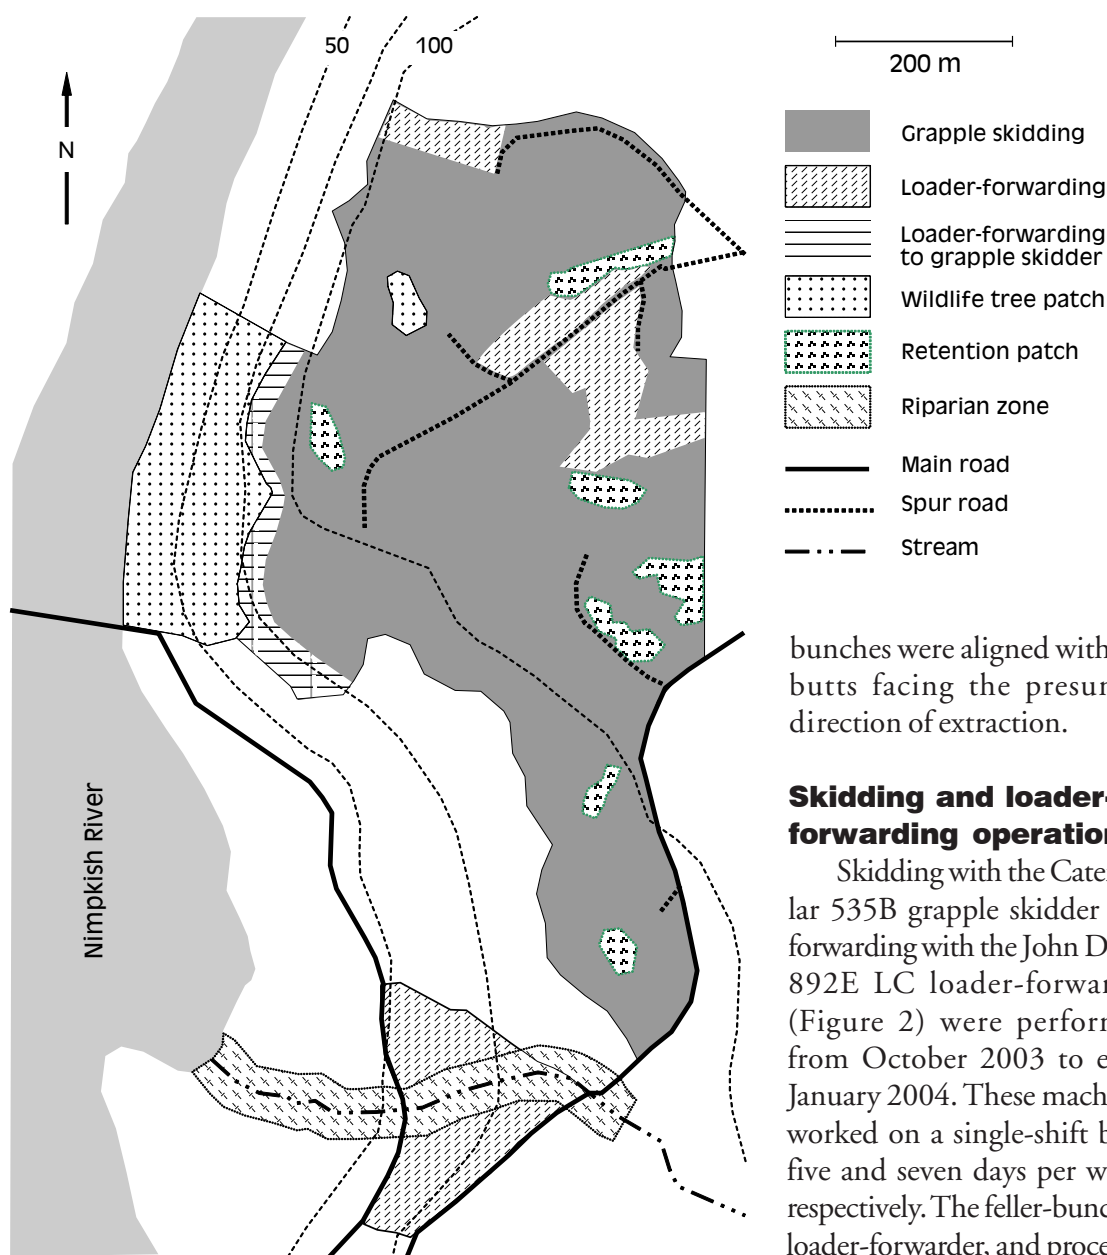 50
100
200 m
N
Grapple skidding
Loader-forwarding
Loader-forwarding
to grapple skidder
Wildlife tree patch
Retention patch
Riparian zone
Main road
Spur road
Stream
Nimpkish River
bunches were aligned with
butts facing the presum
direction of extraction.
Skidding and loader-
forwarding operation
Skidding with the Cate
lar 535B grapple skidder
forwarding with the John D
892E LC loader-forwar
(Figure 2) were perform
from October 2003 to e
January 2004. These mach
worked on a single-shift b
five and seven days per w
respectively. The feller-bunc
loader-forwarder, and proce